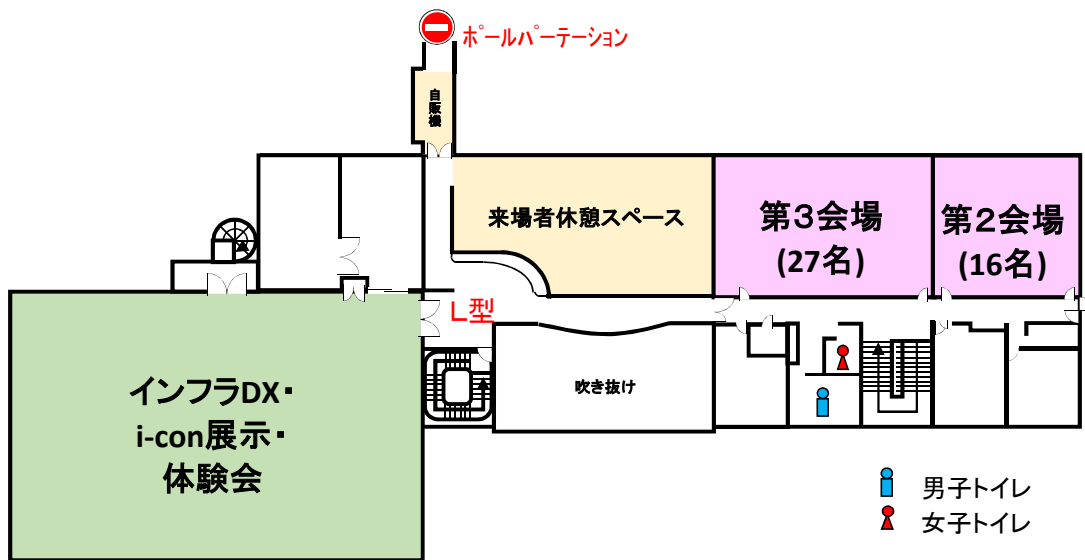 ポールパーテーション
自販機
来場者休憩スペース
第3会場
(27名)
第2会場
(16名)
L型
インフラDX・
i-con展示・
体験会
吹き抜け
男子トイレ
女子トイレ